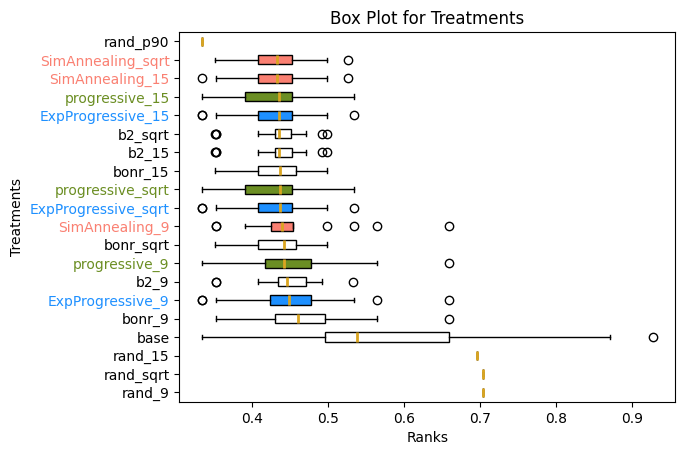 Box Plot for Treatments
rand_p90
SimAnnealing_sqrt
SimAnnealing_15
progressive_15
ExpProgressive_15
b2_sqrt
b2_15
bonr_15
progressive_sqrt
ExpProgressive_sqrt
SimAnnealing_9
bonr_sqrt
progressive_9
b2_9
ExpProgressive_9
bonr_9
base
rand_15
rand_sqrt
rand_9
Treatments
0.4 0.5 0.6 0.7 0.8 0.9
Ranks